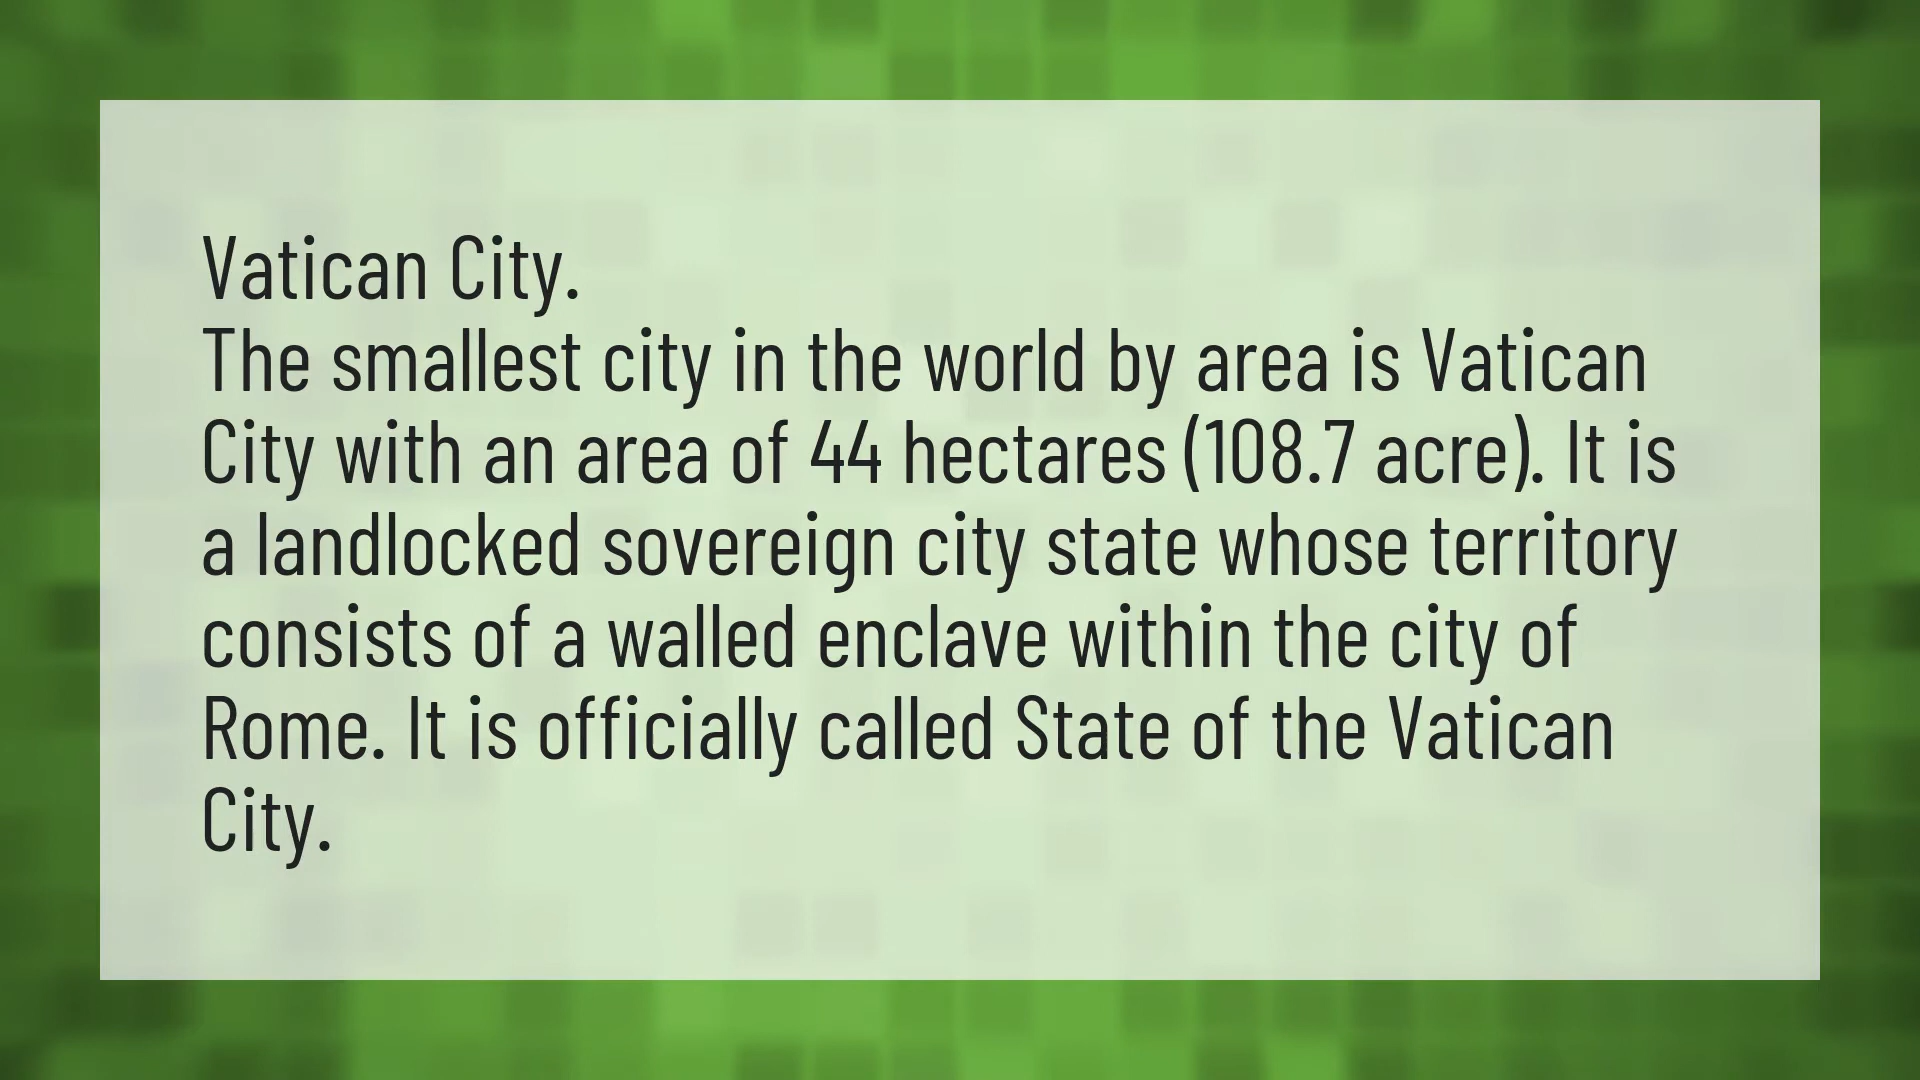 Vatican City.
The smallest city in the world by area is Vatican
City with an area of 44 hectares (108.7 acre). It is
a landlocked sovereign city state whose territory
consists of a walled enclave within the city of
Rome. It is officially called State of the Vatican
City.